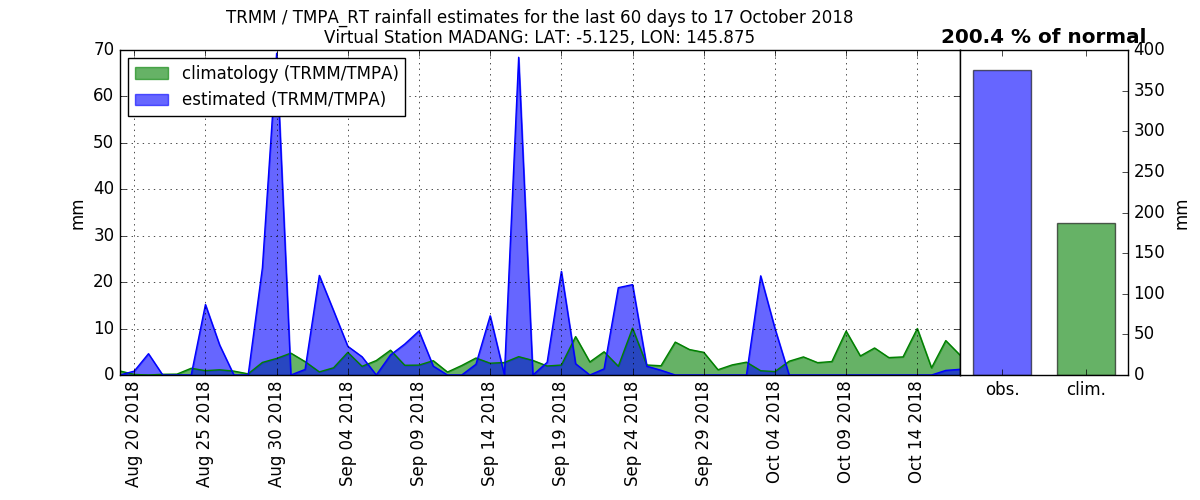 TRMM / TMPA_RT rainfall estimates for the last 60 days to 17 October 2018
Virtual Station MADANG: LAT: -5.125, LON: 145.875
200.4 % of normal
climatology (TRMM/TMPA)
estimated (TRMM/TMPA)
mm
70
60
50
40
30
20
10
0
Aug 20 2018
Aug 25 2018
Aug 30 2018
Sep 04 2018
Sep 09 2018
Sep 14 2018
Sep 19 2018
Sep 24 2018
Sep 29 2018
Oct 04 2018
Oct 09 2018
Oct 14 2018
obs.
clim.
400
350
300
250
200
150
100
50
0
mm